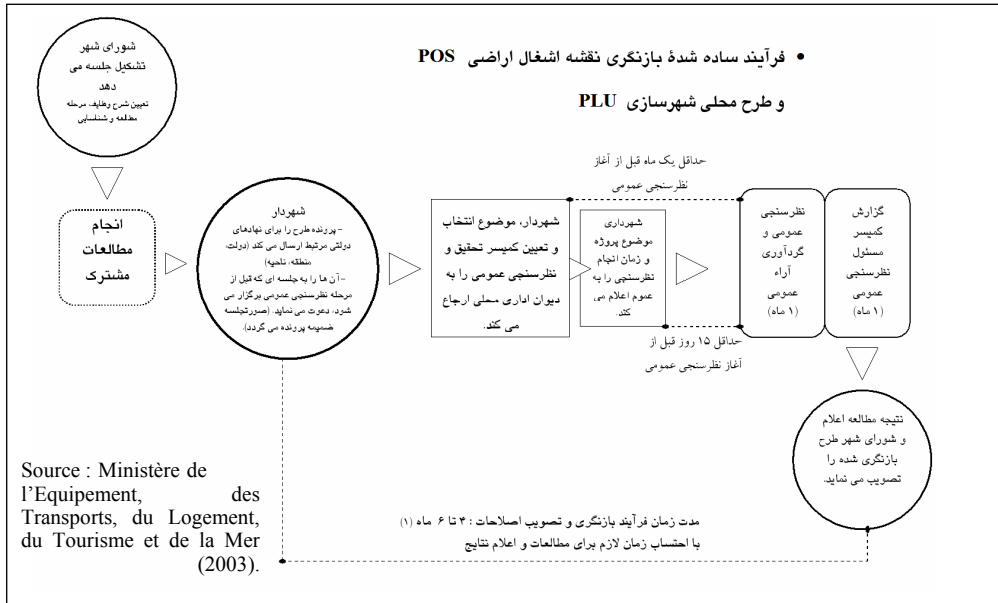 • فرآیند ساده شدۀ بازنگری نقشه اشغال اراضی POS
و طرح محلی شهرسازی PLU
شورای شهر
تشکیل جلسه می
دهد
تعیین شرح وظایف، مرحله
مطالعه و شناسایی
انجام
مطالعات
مشترک
شهردار
- پرونده طرح را برای نهادهای
دولتی مرتبط ارسال می کند (دولت،
منطقه، ناحیه)
- آن ها را به جلسه ای که قبل از
مرحله نظرسنجی عمومی برگزار می
شود، دعوت می نماید. (صورتجلسه
ضمیمه پرونده می گردد).
حداقل یک ماه قبل از آغاز
نظرسنجی عمومی
شهردار، موضوع انتخاب
و تعیین کمیسر تحقیق و
نظرسنجی عمومی را به
دیوان اداری محلی ارجاع
می کند.
شهرداری
موضوع پروژه
و زمان انجام
نظرسنجی را به
عموم اعلام می
کند.
حداقل ۱۵ روز قبل از
آغاز نظرسنجی عمومی
نظرسنجی
عمومی و
گردآوری
آراء
عمومی
(۱ ماه)
گزارش
کمیسر
مسئول
نظرسنجی
عمومی
(۱ ماه)
نتیجه مطالعه اعلام
و شورای شهر طرح
بازنگری شده را
تصویب می نماید.
مدت زمان فرآیند بازنگری و تصویب اصلاحات : ۴ تا ۶ ماه (۱)
با احتساب زمان لازم برای مطالعات و اعلام نتایج
Source : Ministère de
l'Equipement, des
Transports, du Logement,
du Tourisme et de la Mer
(2003).